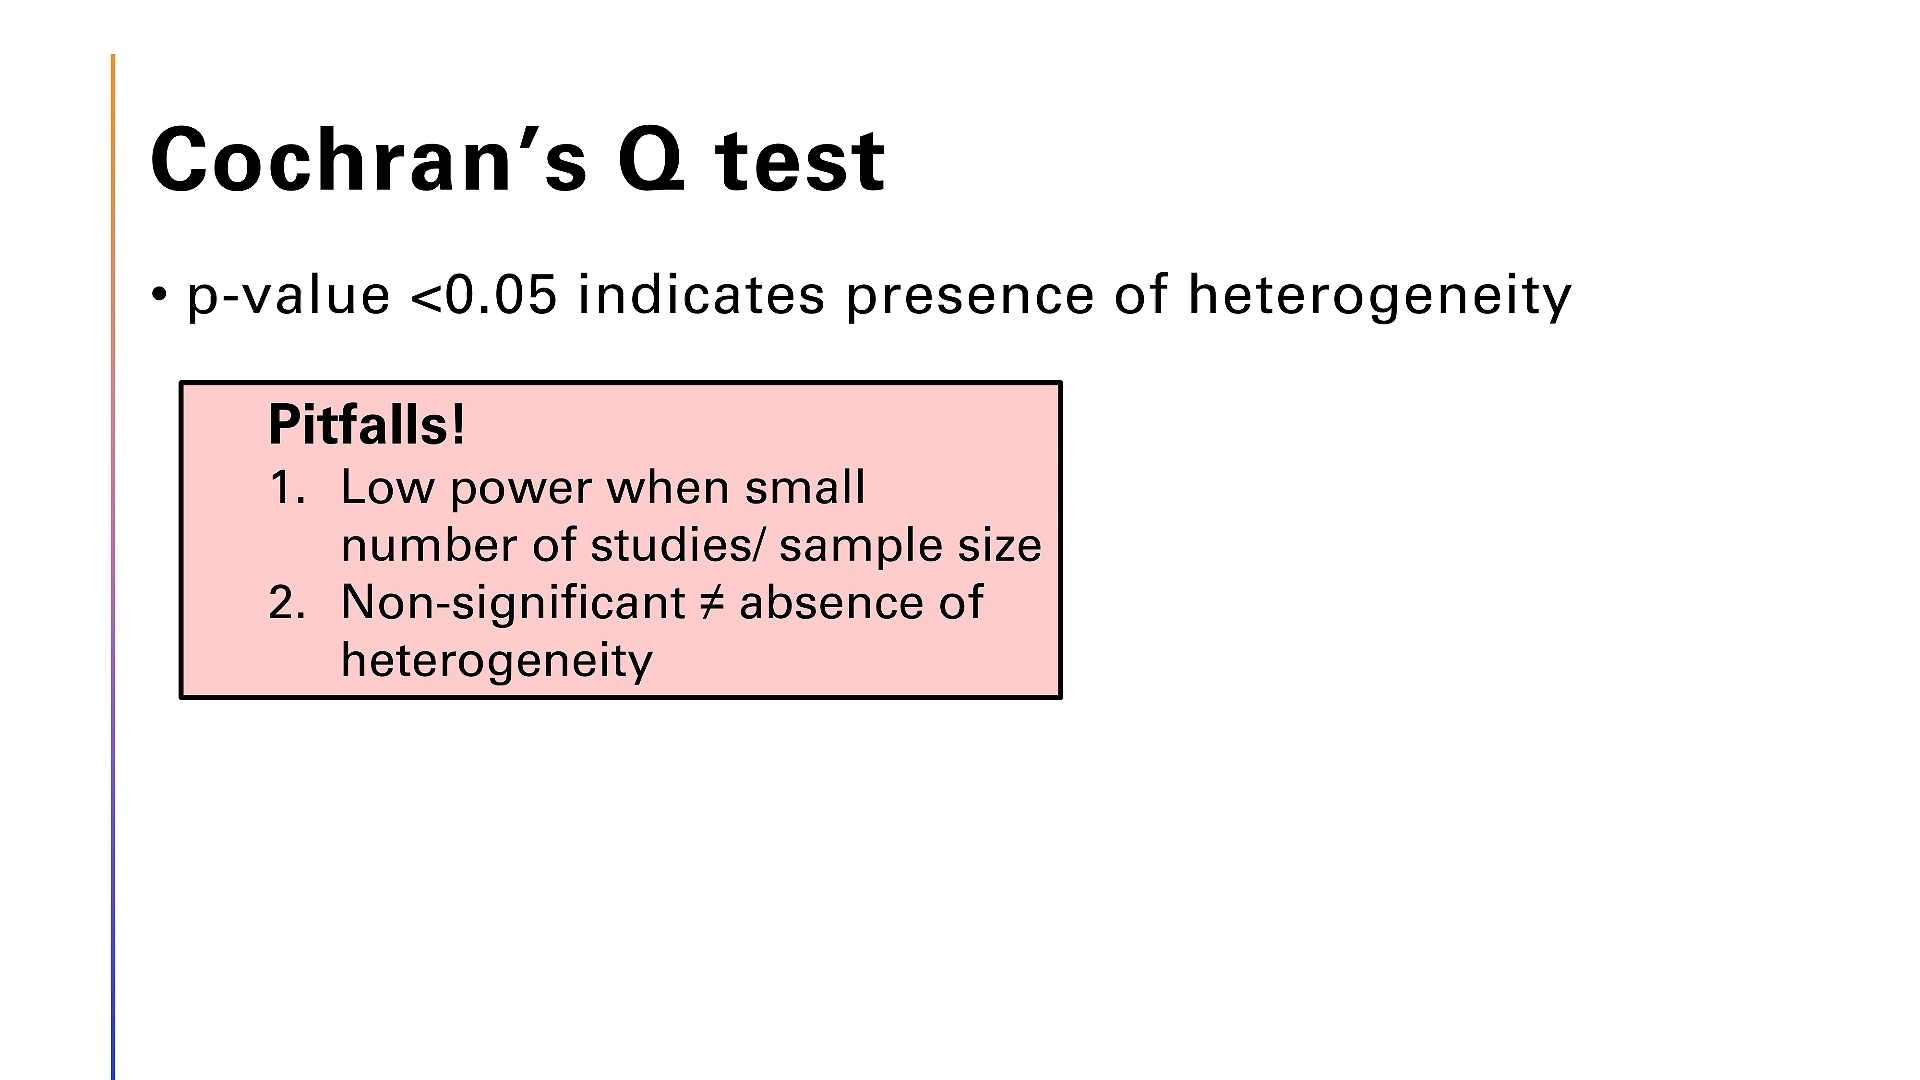 Cochran’s Q test
• p-value <0.05 indicates presence of heterogeneity
Pitfalls!
1. Low power when small
number of studies/ sample size
2. Non-significant ≠ absence of
heterogeneity